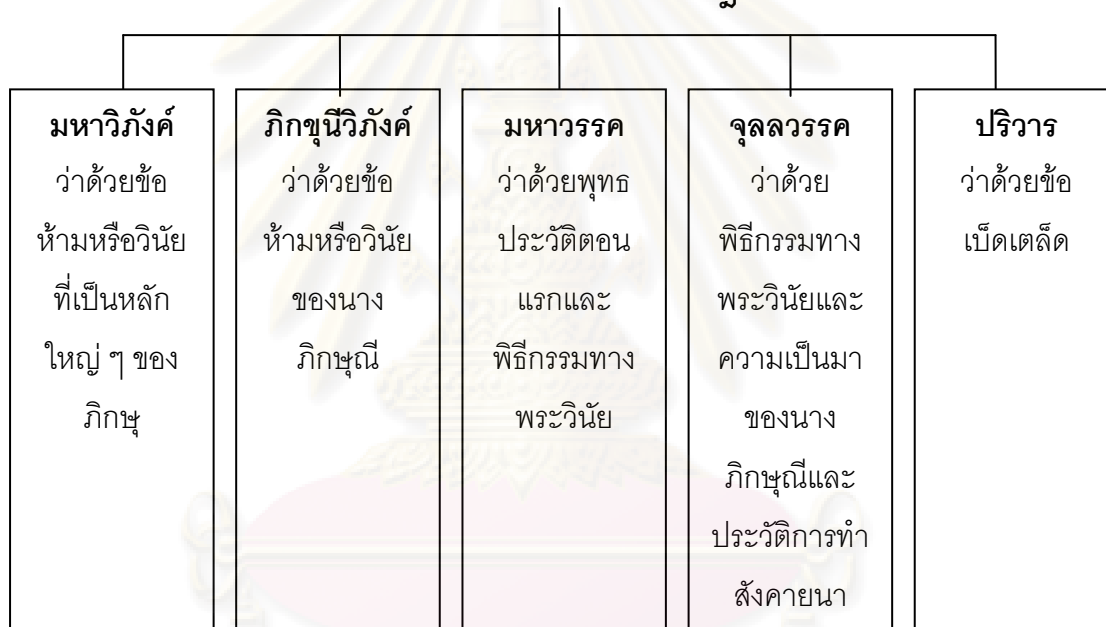 มหาวิภังค์
ว่าด้วยข้อ
ห้ามหรือวินัย
ที่เป็นหลัก
ใหญ่ ๆ ของ
ภิกษุ
ภิกขุนีวิภังค์
ว่าด้วยข้อ
ห้ามหรือวินัย
ของนาง
ภิกษุณี
มหาวรรค
ว่าด้วยพุทธ
ประวัติตอน
แรกและ
พิธีกรรมทาง
พระวินัย
จุลลวรรค
ว่าด้วย
พิธีกรรมทาง
พระวินัยและ
ความเป็นมา
ของนาง
ภิกษุณีและ
ประวัติการทำ
สังคายนา
ปริวาร
ว่าด้วยข้อ
เบ็ดเตล็ด